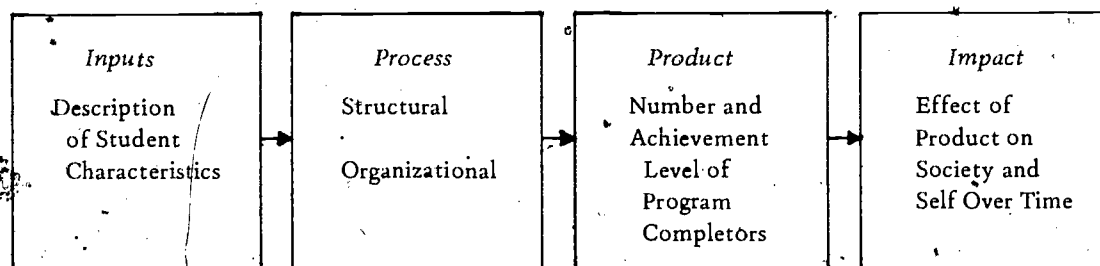 Inputs
Description
of Student
Characteristics
Process
Structural
Organizational
Product
Number and
Achievement
Level of
Program
Completors
Impact
Effect of
Product on
Society and
Self Over Time